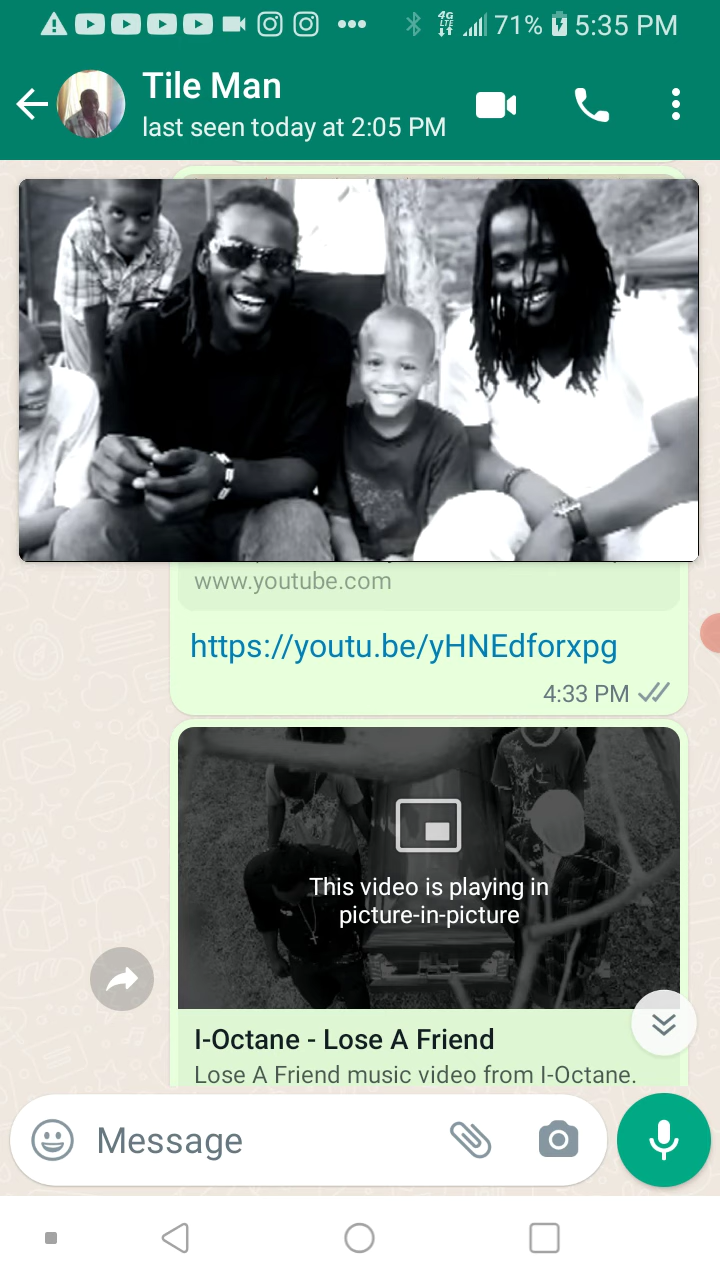 4G
LTE
71%
5:35 PM
Tile Man
last seen today at 2:05 PM
www.youtube.com
https://youtu.be/yHNEdforxpg
4:33 PM
This video is playing in
picture-in-picture
I-Octane - Lose A Friend
Lose A Friend music video from I-Octane.
Message